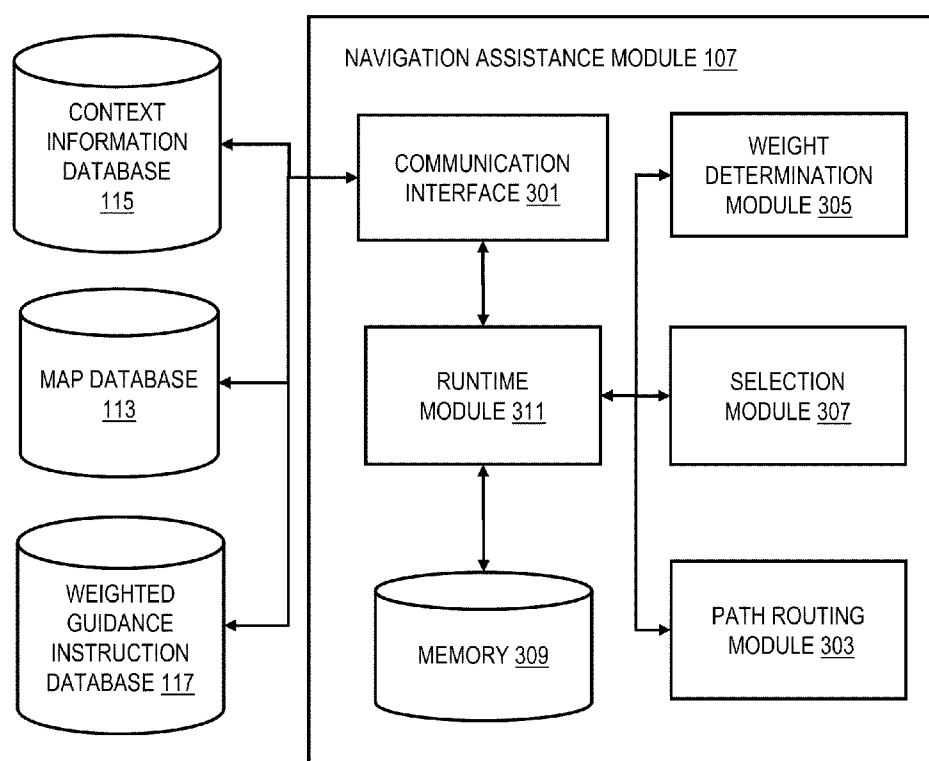 NAVIGATION ASSISTANCE MODULE 107
CONTEXT
INFORMATION
DATABASE
115
COMMUNICATION
INTERFACE 301
WEIGHT
DETERMINATION
MODULE 305
MAP DATABASE
113
RUNTIME
MODULE 311
SELECTION
MODULE 307
WEIGHTED
GUIDANCE
INSTRUCTION
DATABASE 117
MEMORY 309
PATH ROUTING
MODULE 303